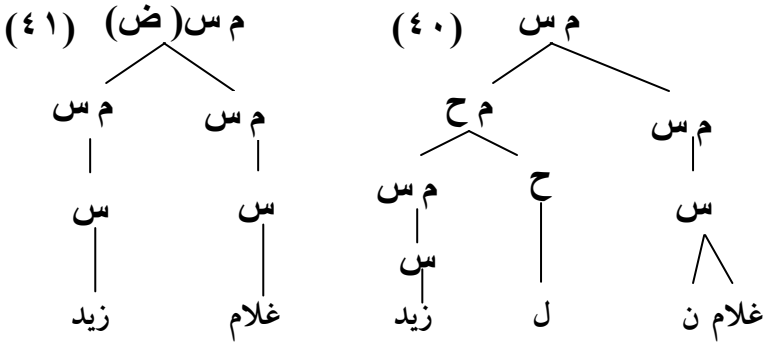 (٤٠) م س
م س م ح
س ح م س
س
غلام ن ل زيد
(٤١) م س (ض)
م س م س
س س
غلام زيد